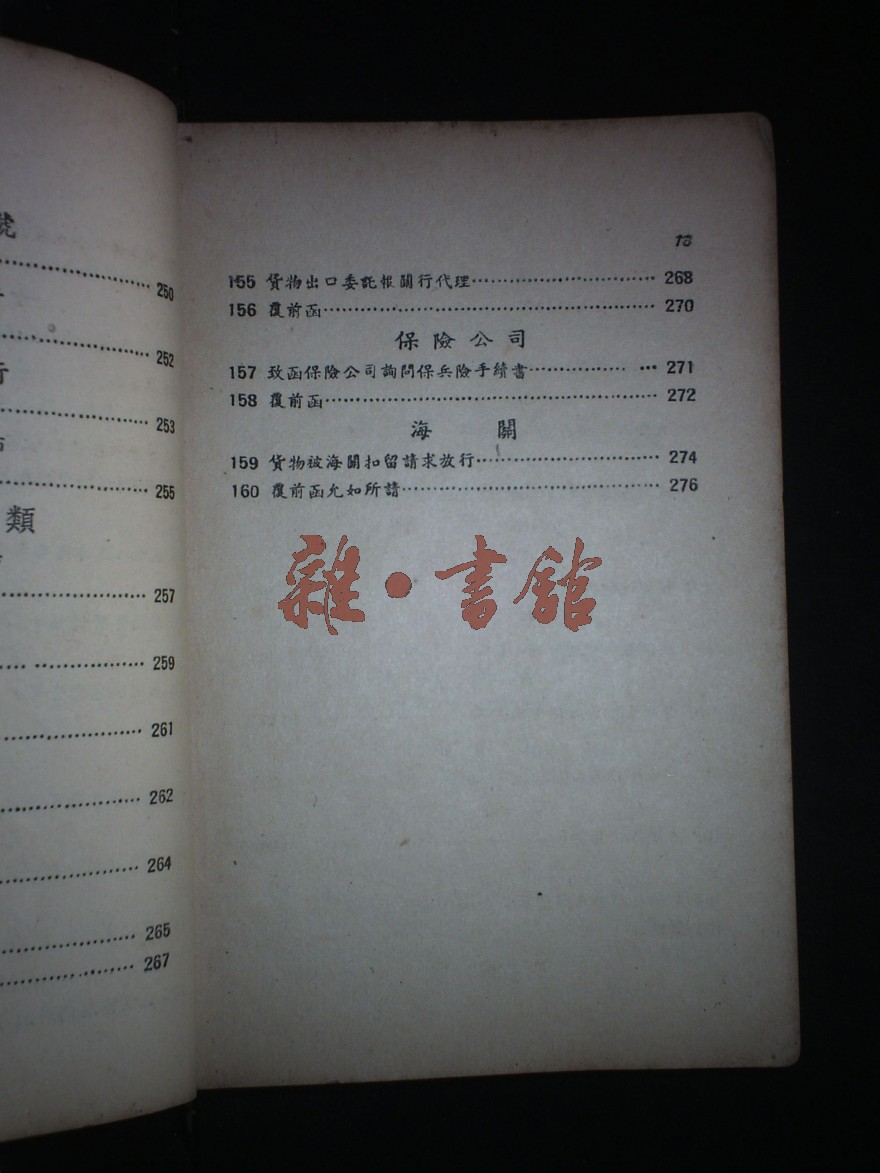 號
250
252
行
253
255
類
257
259
261
262
264
265
267
13
155 貨物出口委託報關行代理……………………… 268
156 覆前函………………………………………… 270
保險公司
157 致函保險公司詢問保兵險手續書…………… … 271
158 覆前函………………………………………… 272
海關
159 貨物被海關扣留請求放行……………………… 274
160 覆前函允如所請………………………………… 276
雜·書館